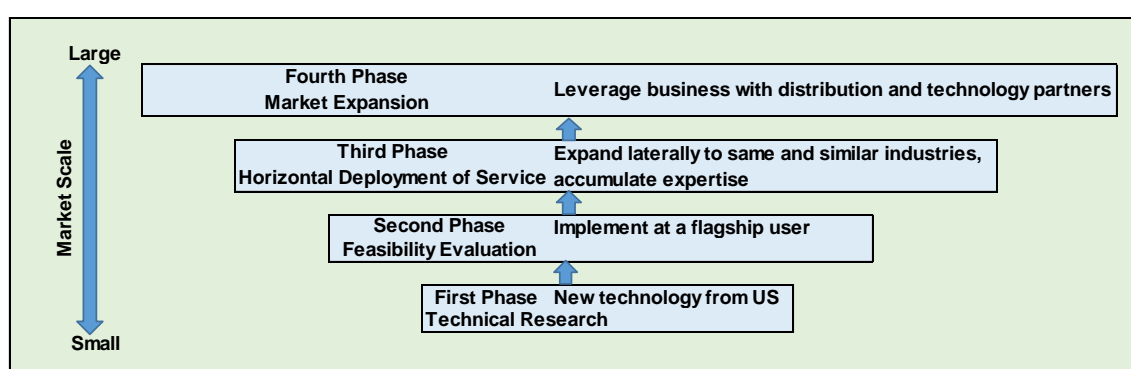 Large
Fourth Phase
Market Expansion
Leverage business with distribution and technology partners
Third Phase
Horizontal Deployment of Service
Expand laterally to same and similar industries,
accumulate expertise
Market Scale
Second Phase
Feasibility Evaluation
Implement at a flagship user
First Phase
Technical Research
New technology from US
Small